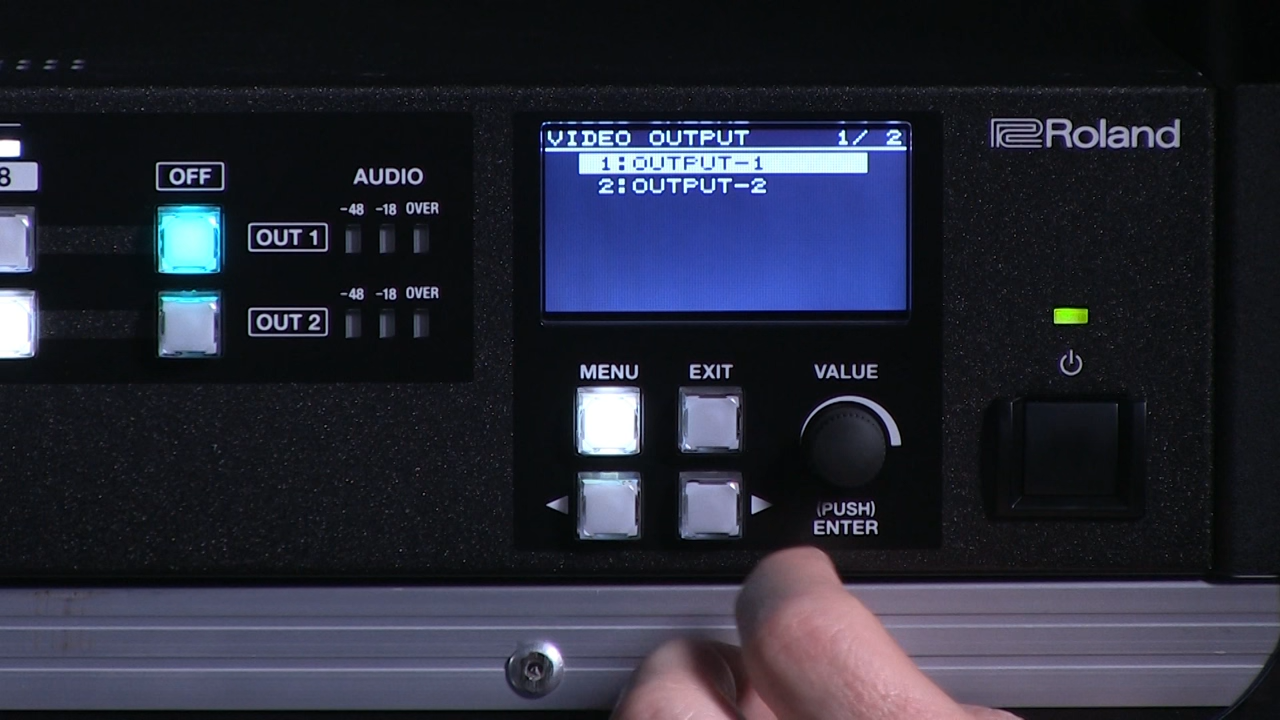 VIDEO OUTPUT 1/ 2
1:OUTPUT-1
2:OUTPUT-2
Roland
8
OFF
AUDIO
-48 -18 OVER
OUT 1
-48 -18 OVER
OUT 2
MENU EXIT VALUE
(PUSH)
ENTER